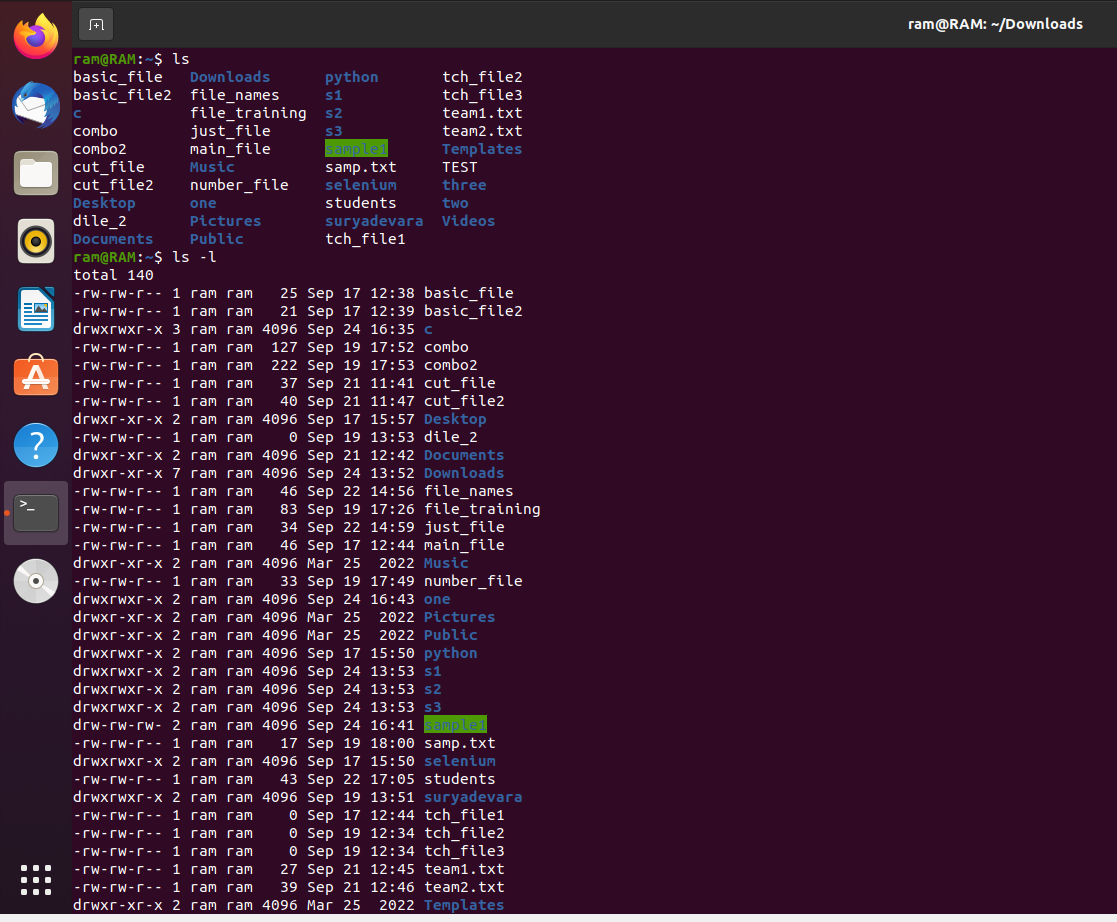 ram@RAM: ~/Downloads
ram@RAM:~$ ls
basic_file   Downloads      python       tch_file2
basic_file2  file_names     s1           tch_file3
c            file_training  s2           team1.txt
combo        just_file      s3           team2.txt
combo2       main_file      sample1      Templates
cut_file     Music          samp.txt     TEST
cut_file2    number_file    selenium     three
Desktop      one            students     two
dile_2       Pictures       suryadevara  Videos
Documents    Public         tch_file1
ram@RAM:~$ ls -l
total 140
-rw-rw-r-- 1 ram ram   25 Sep 17 12:38 basic_file
-rw-rw-r-- 1 ram ram   21 Sep 17 12:39 basic_file2
drwxrwxr-x 3 ram ram 4096 Sep 24 16:35 c
-rw-rw-r-- 1 ram ram  127 Sep 19 17:52 combo
-rw-rw-r-- 1 ram ram  222 Sep 19 17:53 combo2
-rw-rw-r-- 1 ram ram   37 Sep 21 11:41 cut_file
-rw-rw-r-- 1 ram ram   40 Sep 21 11:47 cut_file2
drwxr-xr-x 2 ram ram 4096 Sep 17 15:57 Desktop
-rw-rw-r-- 1 ram ram    0 Sep 19 13:53 dile_2
drwxr-xr-x 2 ram ram 4096 Sep 21 12:42 Documents
drwxr-xr-x 7 ram ram 4096 Sep 24 13:52 Downloads
-rw-rw-r-- 1 ram ram   46 Sep 22 14:56 file_names
-rw-rw-r-- 1 ram ram   83 Sep 19 17:26 file_training
-rw-rw-r-- 1 ram ram   34 Sep 22 14:59 just_file
-rw-rw-r-- 1 ram ram   46 Sep 17 12:44 main_file
drwxr-xr-x 2 ram ram 4096 Mar 25  2022 Music
-rw-rw-r-- 1 ram ram   33 Sep 19 17:49 number_file
drwxrwxr-x 2 ram ram 4096 Sep 24 16:43 one
drwxr-xr-x 2 ram ram 4096 Mar 25  2022 Pictures
drwxr-xr-x 2 ram ram 4096 Mar 25  2022 Public
drwxrwxr-x 2 ram ram 4096 Sep 17 15:50 python
drwxrwxr-x 2 ram ram 4096 Sep 24 13:53 s1
drwxrwxr-x 2 ram ram 4096 Sep 24 13:53 s2
drwxrwxr-x 2 ram ram 4096 Sep 24 13:53 s3
drw-rw-rw- 2 ram ram 4096 Sep 24 16:41 sample1
-rw-rw-r-- 1 ram ram   17 Sep 19 18:00 samp.txt
drwxrwxr-x 2 ram ram 4096 Sep 17 15:50 selenium
-rw-rw-r-- 1 ram ram   43 Sep 22 17:05 students
drwxrwxr-x 2 ram ram 4096 Sep 19 13:51 suryadevara
-rw-rw-r-- 1 ram ram    0 Sep 17 12:44 tch_file1
-rw-rw-r-- 1 ram ram    0 Sep 19 12:34 tch_file2
-rw-rw-r-- 1 ram ram    0 Sep 19 12:34 tch_file3
-rw-rw-r-- 1 ram ram   27 Sep 21 12:45 team1.txt
-rw-rw-r-- 1 ram ram   39 Sep 21 12:46 team2.txt
drwxr-xr-x 2 ram ram 4096 Mar 25  2022 Templates